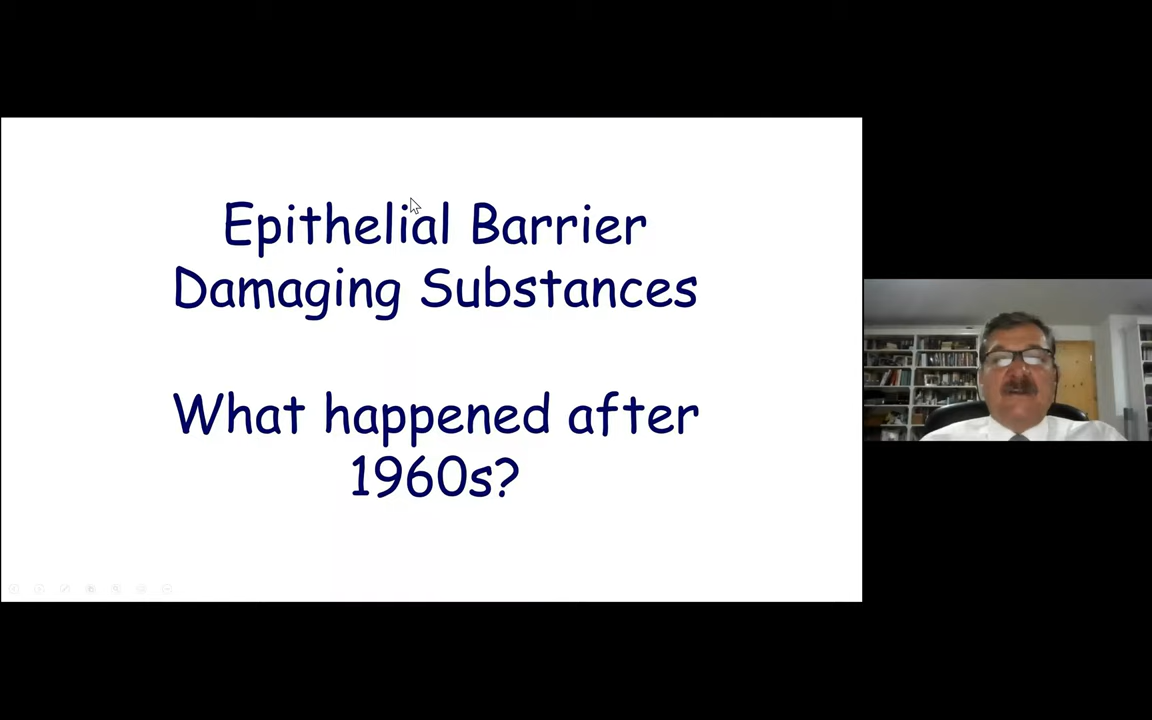 Epithelial Barrier
Damaging Substances
What happened after
1960s?